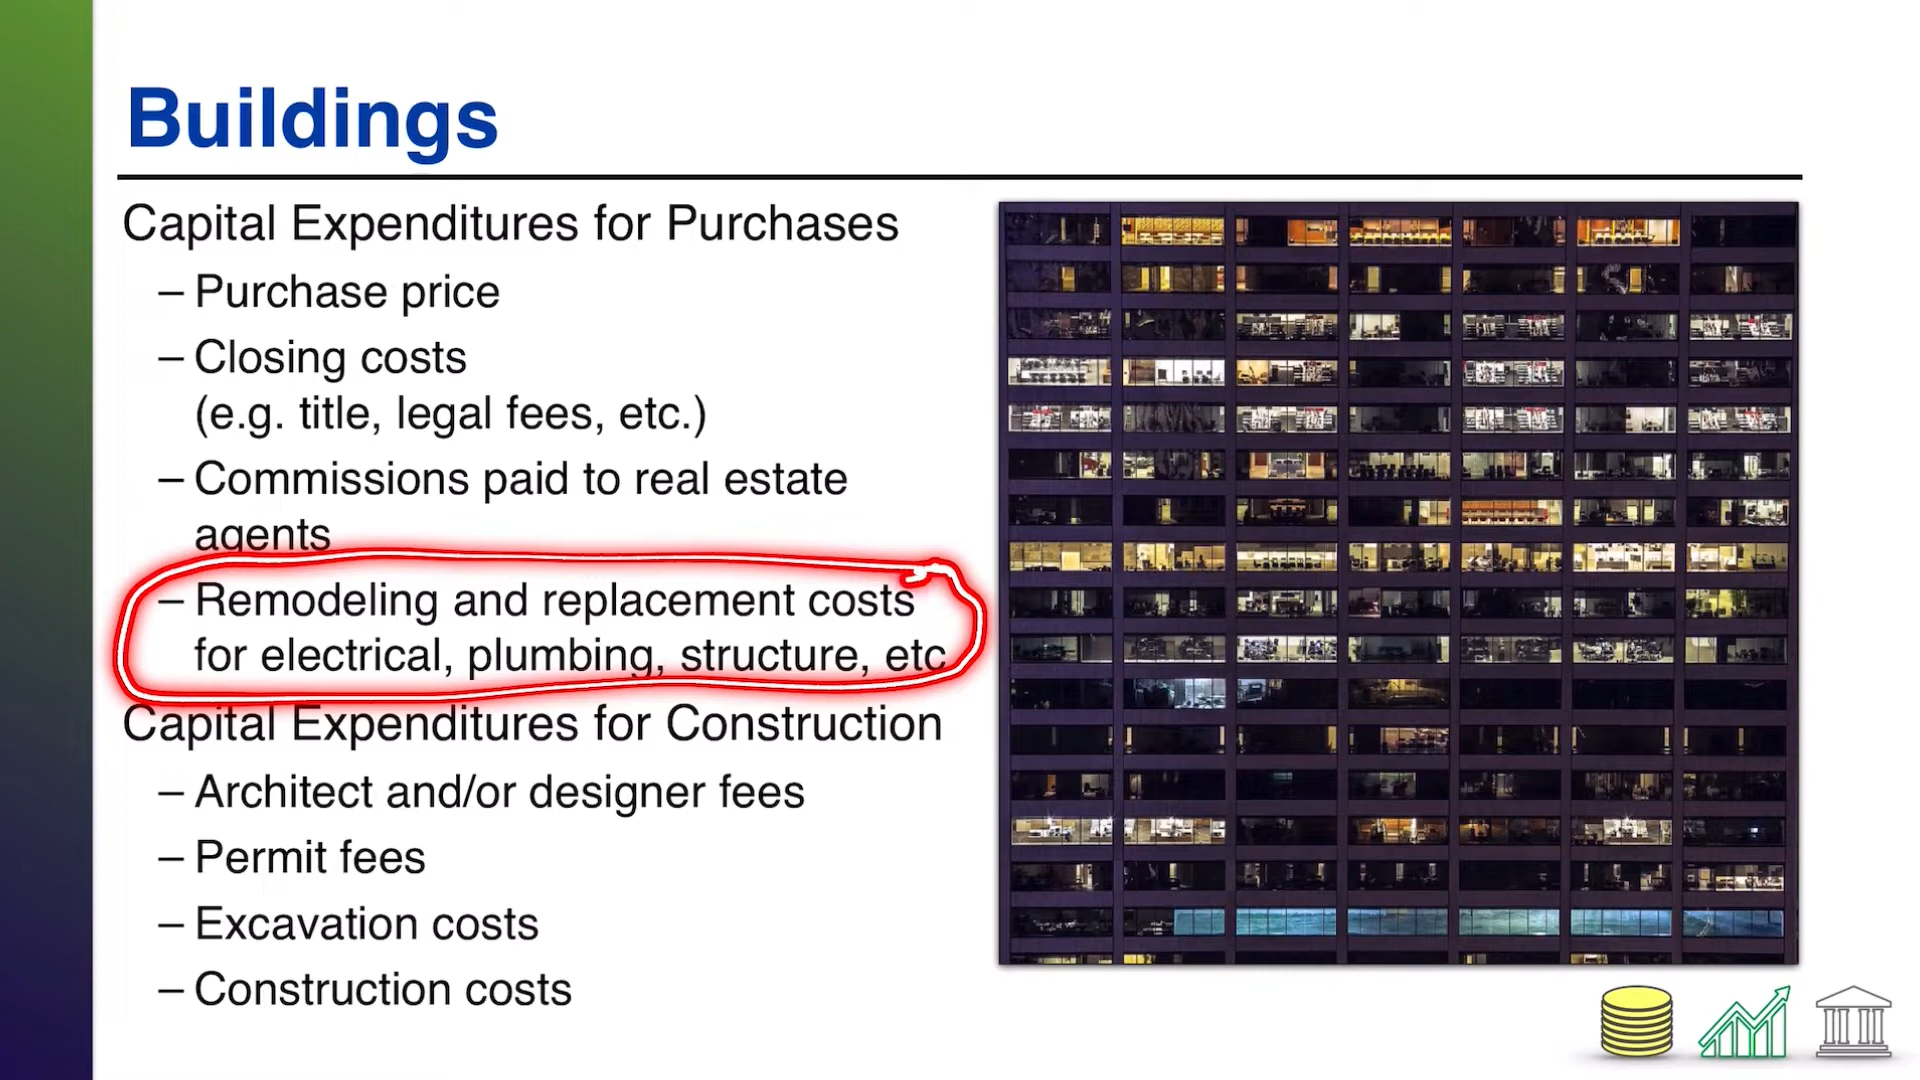 Buildings
Capital Expenditures for Purchases
– Purchase price
– Closing costs
(e.g. title, legal fees, etc.)
– Commissions paid to real estate
agents
– Remodeling and replacement costs
for electrical, plumbing, structure, etc
Capital Expenditures for Construction
– Architect and/or designer fees
– Permit fees
– Excavation costs
– Construction costs